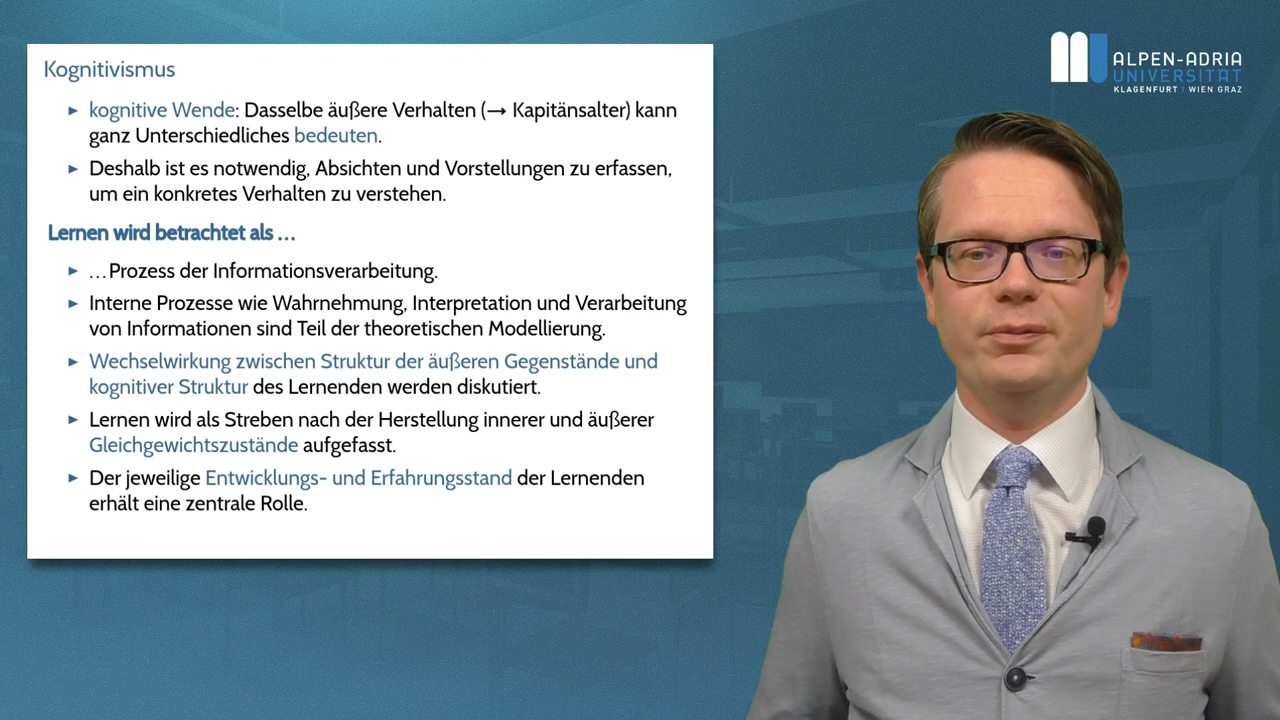 Kognitivismus
► kognitive Wende: Dasselbe äußere Verhalten (→ Kapitänsalter) kann
ganz Unterschiedliches bedeuten.
► Deshalb ist es notwendig, Absichten und Vorstellungen zu erfassen,
um ein konkretes Verhalten zu verstehen.
Lernen wird betrachtet als …
► …Prozess der Informationsverarbeitung.
► Interne Prozesse wie Wahrnehmung, Interpretation und Verarbeitung
von Informationen sind Teil der theoretischen Modellierung.
► Wechselwirkung zwischen Struktur der äußeren Gegenstände und
kognitiver Struktur des Lernenden werden diskutiert.
► Lernen wird als Streben nach der Herstellung innerer und äußerer
Gleichgewichtszustände aufgefasst.
► Der jeweilige Entwicklungs- und Erfahrungsstand der Lernenden
erhält eine zentrale Rolle.
ALPEN-ADRIA
UNIVERSITÄT
KLAGENFURT | WIEN GRAZ